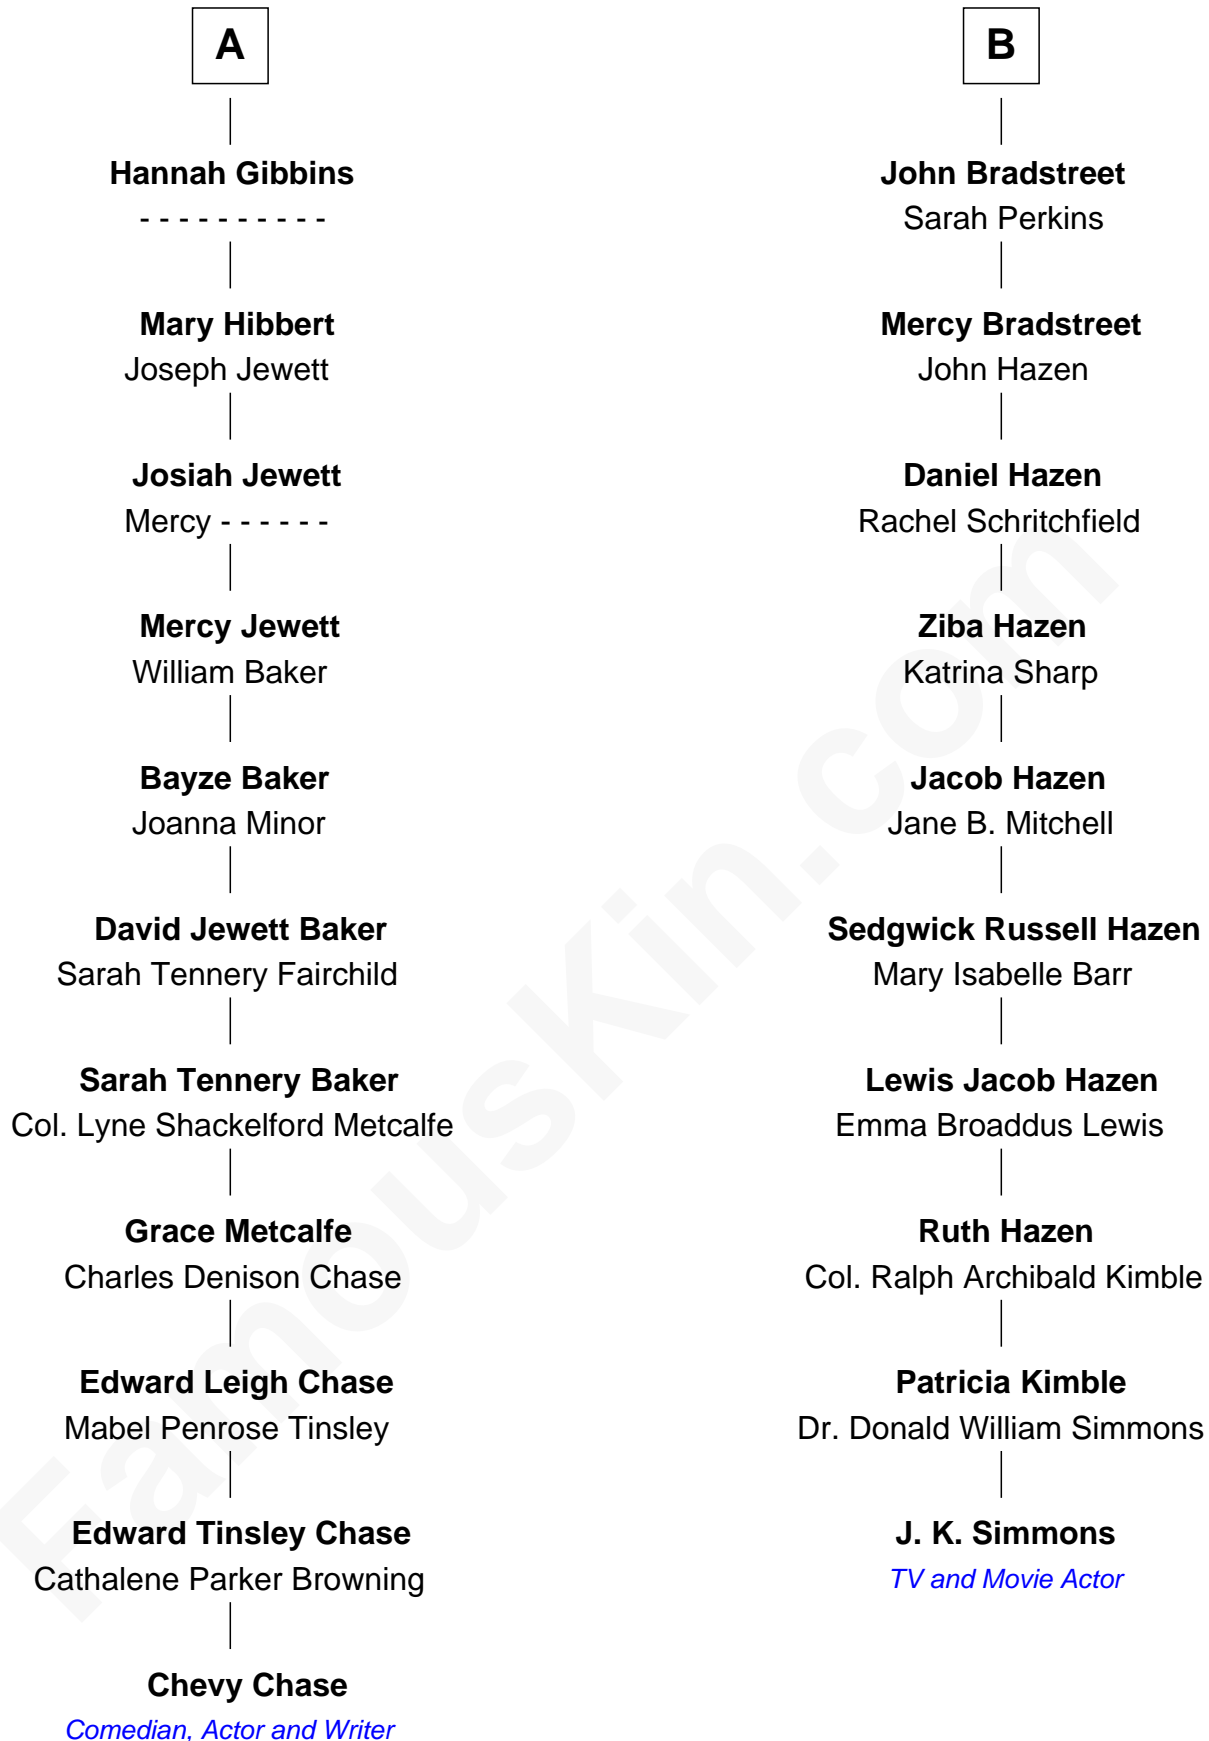 A
Hannah Gibbins
- - - - - - - - - -
Mary Hibbert
Joseph Jewett
Josiah Jewett
Mercy - - - - - -
Mercy Jewett
William Baker
Bayze Baker
Joanna Minor
David Jewett Baker
Sarah Tennery Fairchild
Sarah Tennery Baker
Col. Lyne Shackelford Metcalfe
Grace Metcalfe
Charles Denison Chase
Edward Leigh Chase
Mabel Penrose Tinsley
Edward Tinsley Chase
Cathalene Parker Browning
Chevy Chase
Comedian, Actor and Writer
B
John Bradstreet
Sarah Perkins
Mercy Bradstreet
John Hazen
Daniel Hazen
Rachel Schritchfield
Ziba Hazen
Katrina Sharp
Jacob Hazen
Jane B. Mitchell
Sedgwick Russell Hazen
Mary Isabelle Barr
Lewis Jacob Hazen
Emma Broaddus Lewis
Ruth Hazen
Col. Ralph Archibald Kimble
Patricia Kimble
Dr. Donald William Simmons
J. K. Simmons
TV and Movie Actor
FamousKin.com